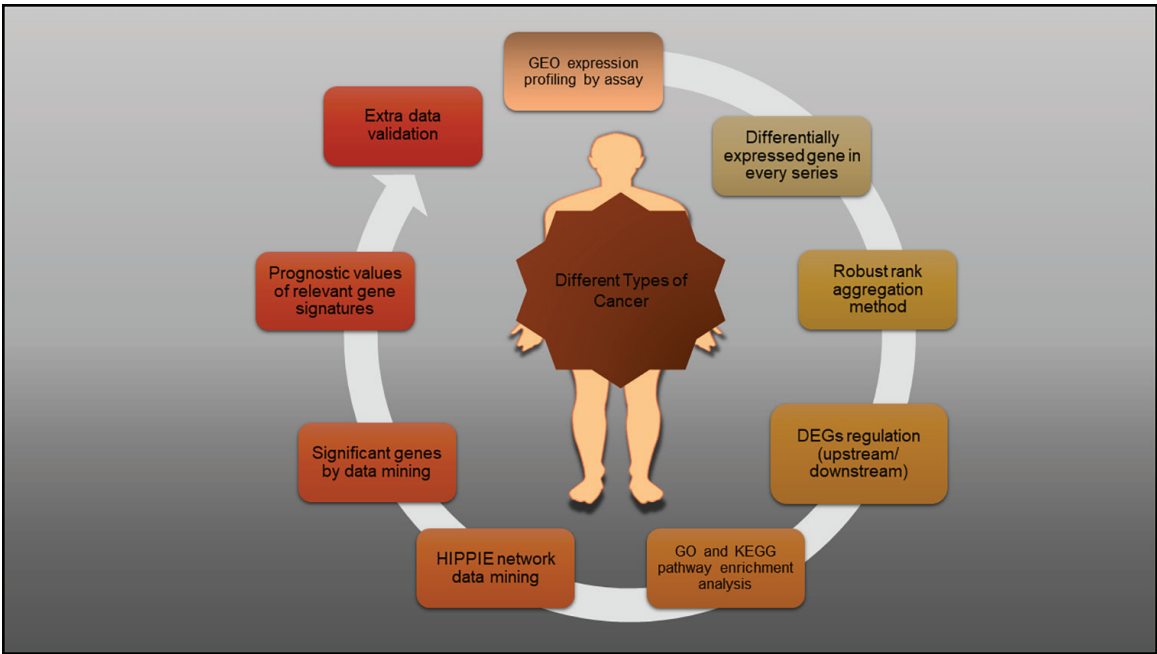 GEO expression
profiling by assay
Differentially
expressed gene in
every series
Robust rank
aggregation
method
DEGs regulation
(upstream/
downstream)
GO and KEGG
pathway enrichment
analysis
HIPPIE network
data mining
Significant genes
by data mining
Prognostic values
of relevant gene
signatures
Extra data
validation
Different Types of
Cancer